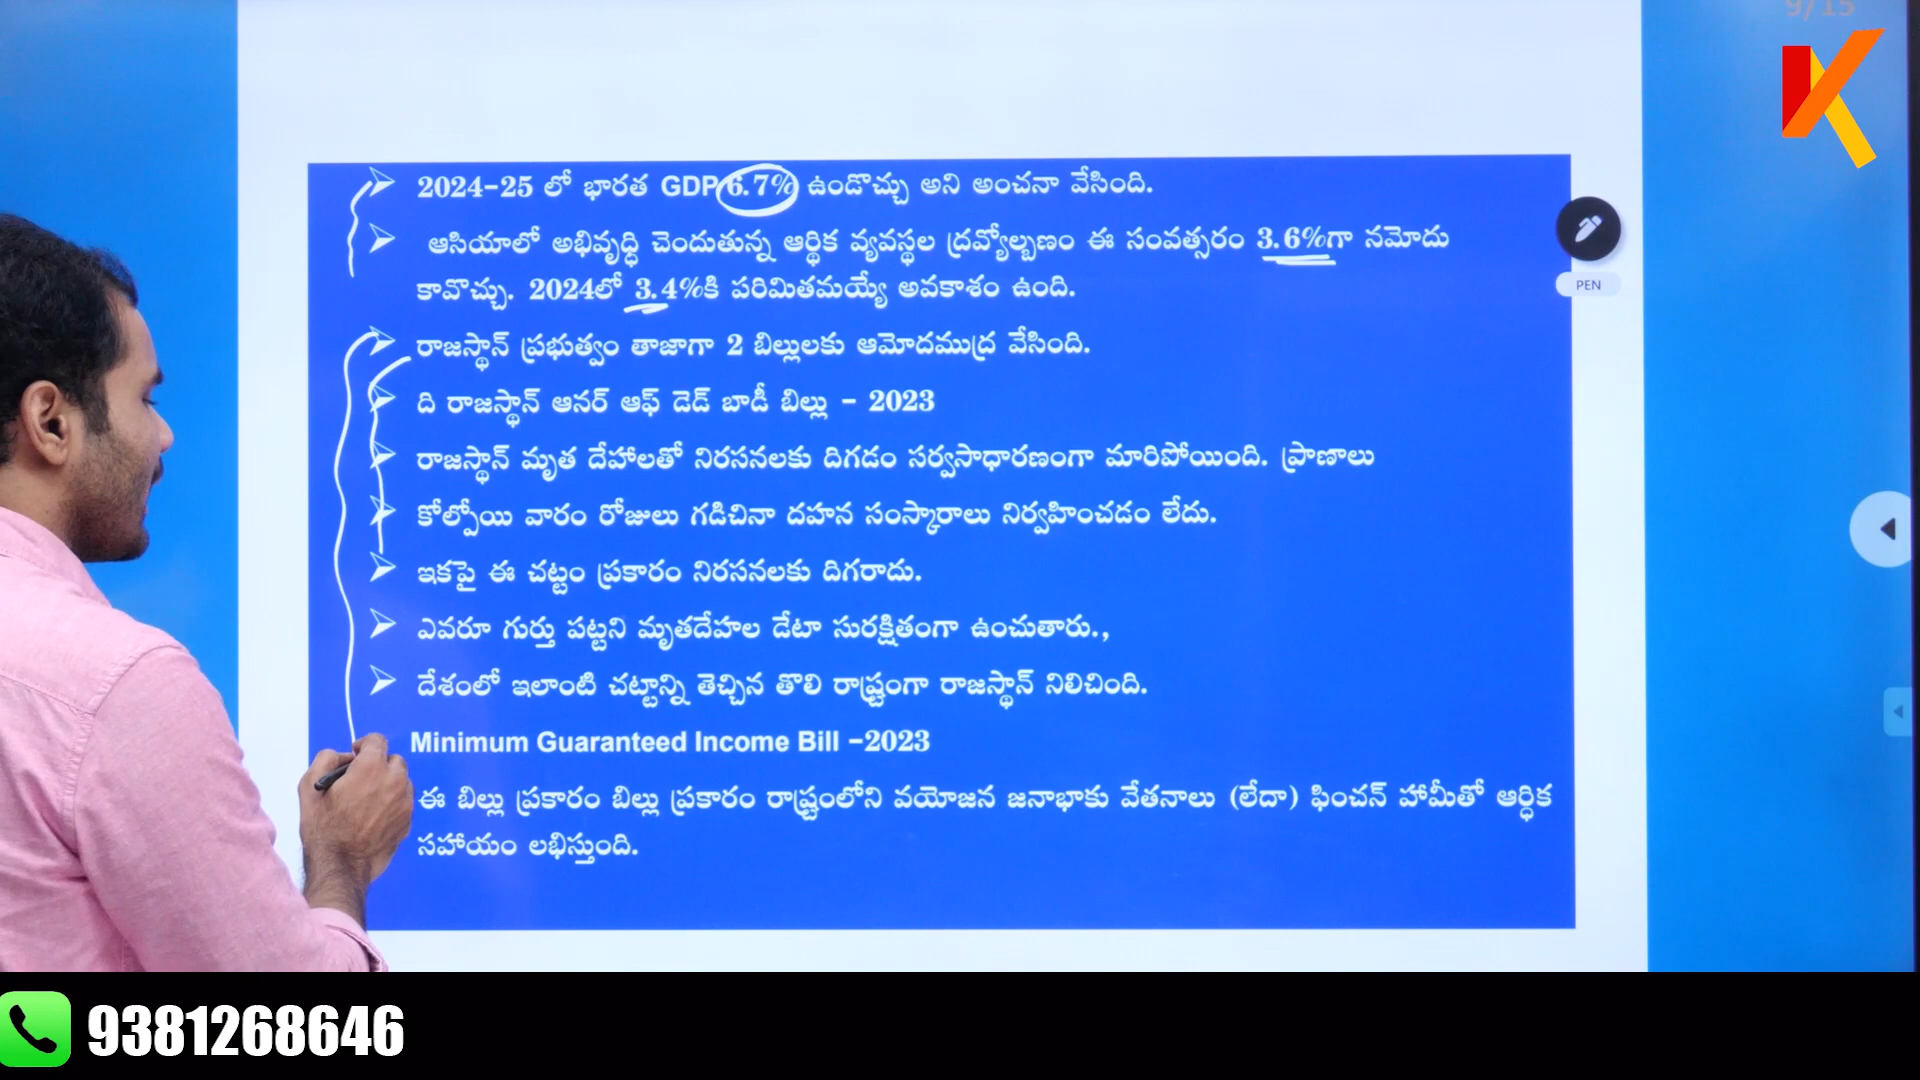 9/15
2024-25 లో భారత GDP 6.7% ఉండొచ్చు అని అంచనా వేసింది.
ఆసియాలో అభివృద్ధి చెందుతున్న ఆర్థిక వ్యవస్థల ద్రవ్యోల్బణం ఈ సంవత్సరం 3.6%గా నమోదు
కావొచ్చు. 2024లో 3.4%కి పరిమితమయ్యే అవకాశం ఉంది.
PEN
రాజస్థాన్ ప్రభుత్వం తాజాగా 2 బిల్లులకు ఆమోదముద్ర వేసింది.
ది రాజస్థాన్ ఆనర్ ఆఫ్ డెడ్ బాడీ బిల్లు - 2023
రాజస్థాన్ మృత దేహాలతో నిరసనలకు దిగడం సర్వసాధారణంగా మారిపోయింది. ప్రాణాలు
కోల్పోయి వారం రోజులు గడిచినా దహన సంస్కారాలు నిర్వహించడం లేదు.
ఇకపై ఈ చట్టం ప్రకారం నిరసనలకు దిగరాదు.
ఎవరూ గుర్తు పట్టని మృతదేహల డేటా సురక్షితంగా ఉంచుతారు.,
దేశంలో ఇలాంటి చట్టాన్ని తెచ్చిన తొలి రాష్ట్రంగా రాజస్థాన్ నిలిచింది.
Minimum Guaranteed Income Bill -2023
ఈ బిల్లు ప్రకారం బిల్లు ప్రకారం రాష్ట్రంలోని వయోజన జనాభాకు వేతనాలు (లేదా) ఫించన్ హామీతో ఆర్ధిక
సహాయం లభిస్తుంది.
9381268646